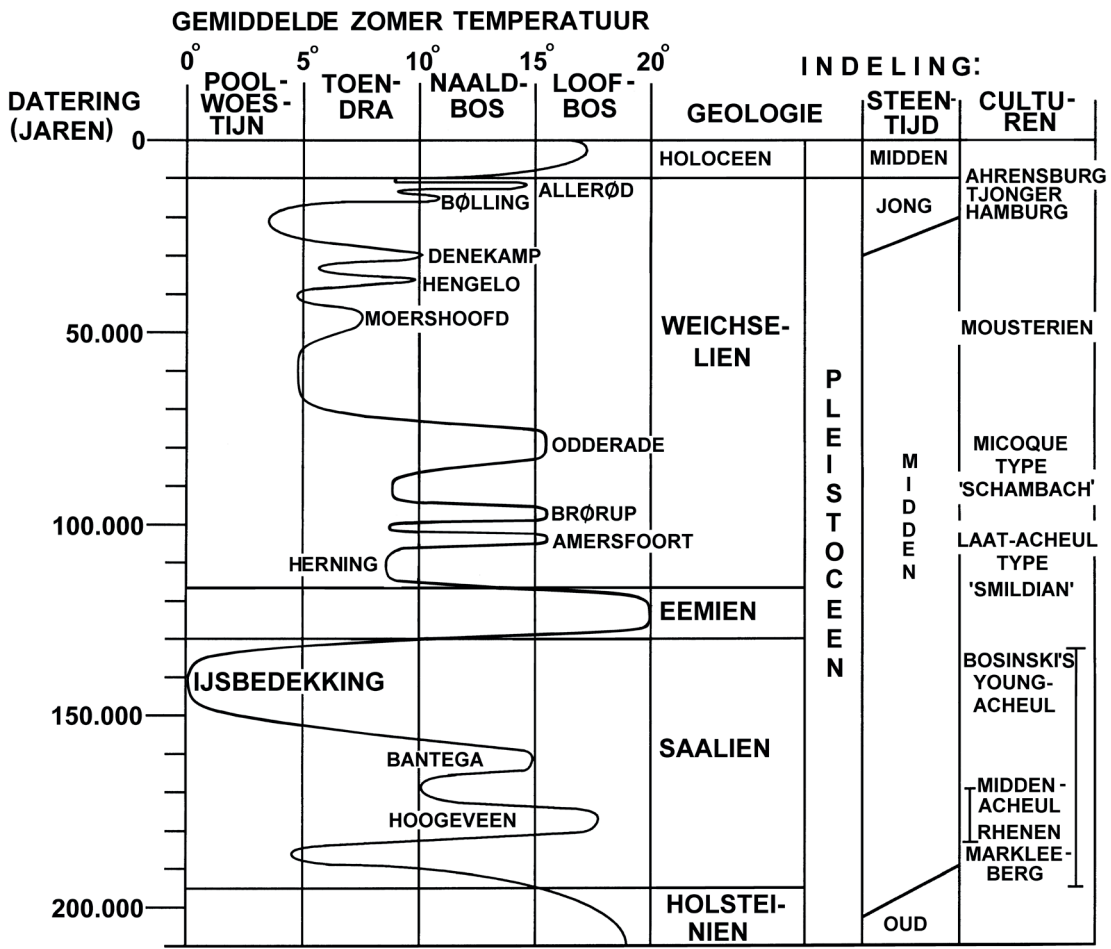 GEMIDDELDE ZOMER TEMPERATUUR
0° 5° 10° 15° 20°
INDELING:
DATERING
(JAREN)
POOL-
WOES-
TIJN
TOEN-
DRA
NAALD-
BOS
LOOF-
BOS
GEOLOGIE
STEEN-
TIJD
CULTU-
REN
0
HOLOCEEN
MIDDEN
ALLERØD
BØLLING
JONG
AHRENSBURG
TJONGER
HAMBURG
DENEKAMP
HENGELO
MOERSHOOFD
50.000
WEICHSE-
LIEN
MOUSTERIEN
PLEISTOCEEN
MIDDEN
ODDERADE
MICOQUE
TYPE
'SCHAMBACH'
BRØRUP
100.000
AMERSFOORT
HERNING
LAAT-ACHEUL
TYPE
'SMILDIAN'
EEMIEN
IJSBEDEKKING
BOSINSKI'S
YOUNG-
ACHEUL
150.000
SAALIEN
BANTEGA
HOOGEVEEN
MIDDEN-
ACHEUL
RHENEN
MARKLEE-
BERG
200.000
HOLSTEI-
NIEN
OUD